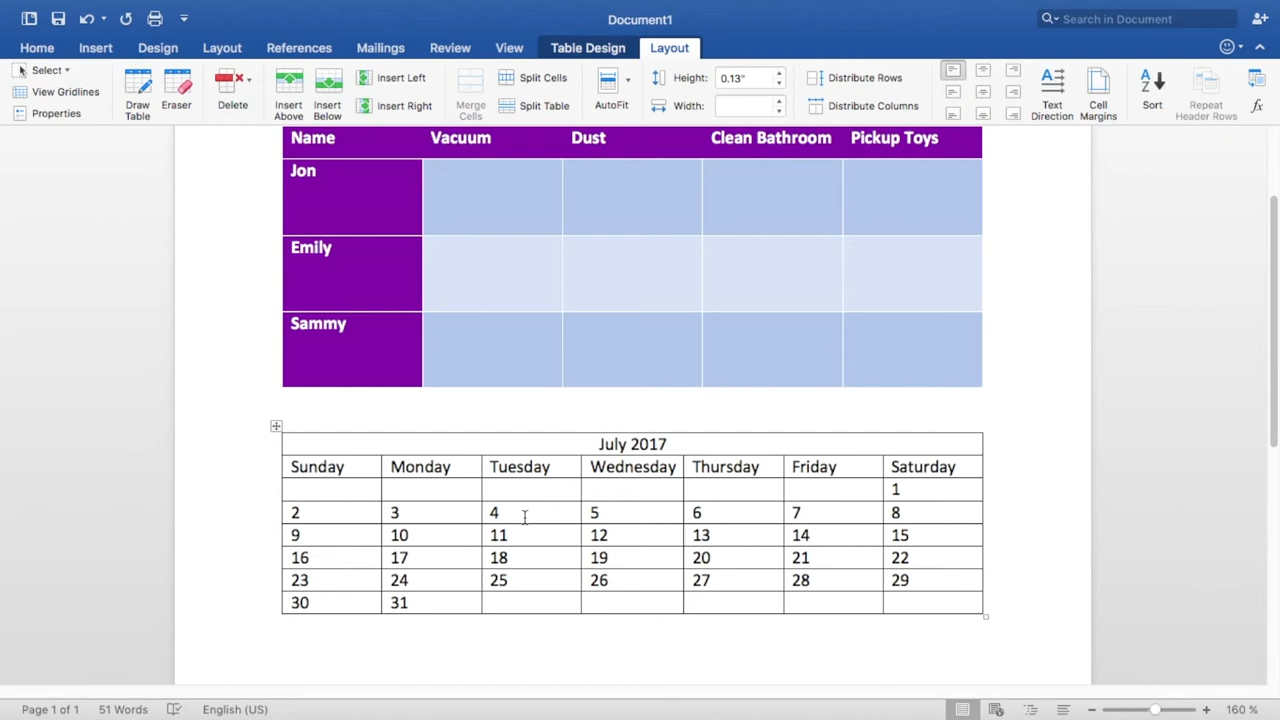 Document1
Search in Document
Home Insert Design Layout References Mailings Review View Table Design Layout
Select
View Gridlines
Properties
Draw Table
Eraser
Delete
Insert Above
Insert Below
Insert Left
Insert Right
Merge Cells
Split Cells
Split Table
AutoFit
Height: 0.13"
Width:
Distribute Rows
Distribute Columns
Text Direction
Cell Margins
Sort
Repeat Header Rows
Name Vacuum Dust Clean Bathroom Pickup Toys
Jon
Emily
Sammy
July 2017
Sunday Monday Tuesday Wednesday Thursday Friday Saturday
1
2 3 4 5 6 7 8
9 10 11 12 13 14 15
16 17 18 19 20 21 22
23 24 25 26 27 28 29
30 31
Page 1 of 1 51 Words English (US) 160 %